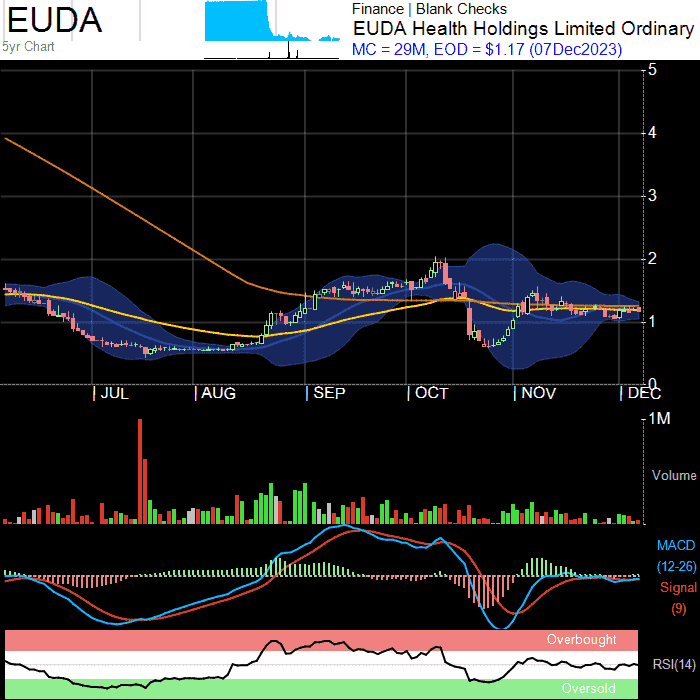 EUDA
5yr Chart
Finance | Blank Checks
EUDA Health Holdings Limited Ordinary
MC = 29M, EOD = $1.17 (07Dec2023)
5
4
3
2
1
0
JUL
AUG
SEP
OCT
NOV
DEC
1M
Volume
MACD
(12-26)
Signal
(9)
Overbought
RSI(14)
Oversold